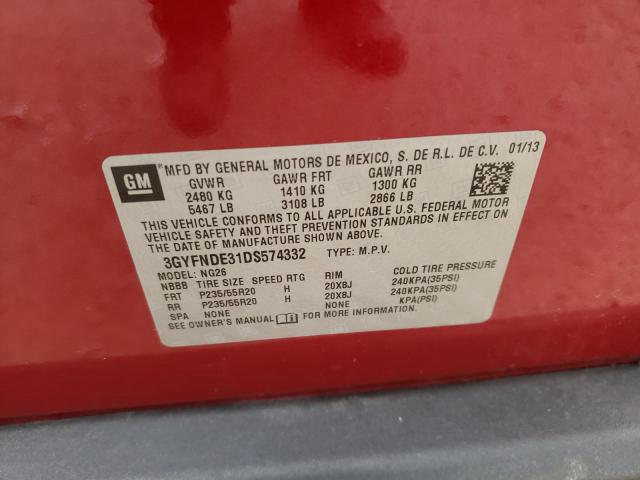 GM MFD BY GENERAL MOTORS DE MEXICO, S. DE R.L. DE C.V. 01/13
GVWR GAWR FRT GAWR RR
2480 KG 1410 KG 1300 KG
5467 LB 3108 LB 2866 LB
THIS VEHICLE CONFORMS TO ALL APPLICABLE U.S. FEDERAL MOTOR
VEHICLE SAFETY AND THEFT PREVENTION STANDARDS IN EFFECT ON
THE DATE OF MANUFACTURE SHOWN ABOVE.
3GYFNDE31DS574332 TYPE: M.P.V.
MODEL: NG26
NBBB TIRE SIZE SPEED RTG RIM COLD TIRE PRESSURE
FRT P235/55R20 H 20X8J 240KPA(35PSI)
RR P235/55R20 H 20X8J 240KPA(35PSI)
SPA NONE NONE KPA(PSI)
SEE OWNER'S MANUAL FOR MORE INFORMATION.